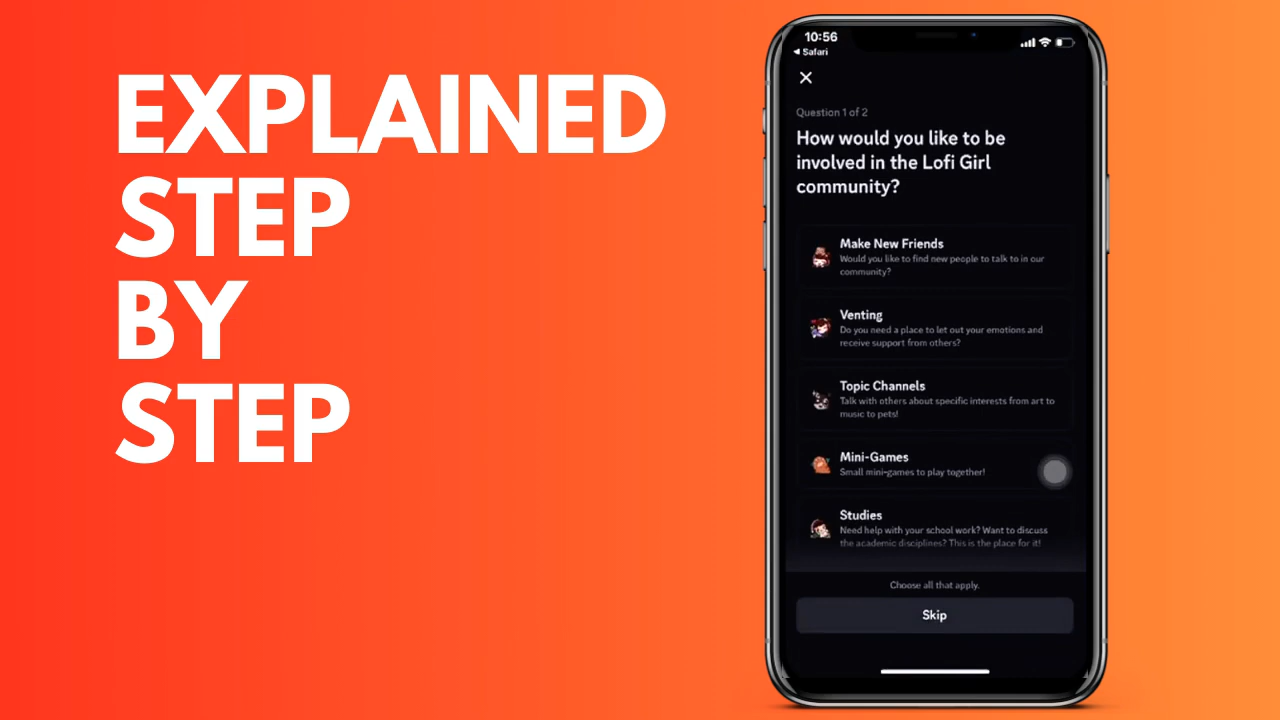 EXPLAINED
STEP
BY
STEP
10:56
◀ Safari
Question 1 of 2
How would you like to be
involved in the Lofi Girl
community?
Make New Friends
Would you like to find new people to talk to in our
community?
Venting
Do you need a place to let out your emotions and
receive support from others?
Topic Channels
Talk with others about specific interests from art to
music to pets!
Mini-Games
Small mini-games to play together!
Studies
Need help with your school work? Want to discuss
the academic disciplines? This is the place for it!
Choose all that apply.
Skip